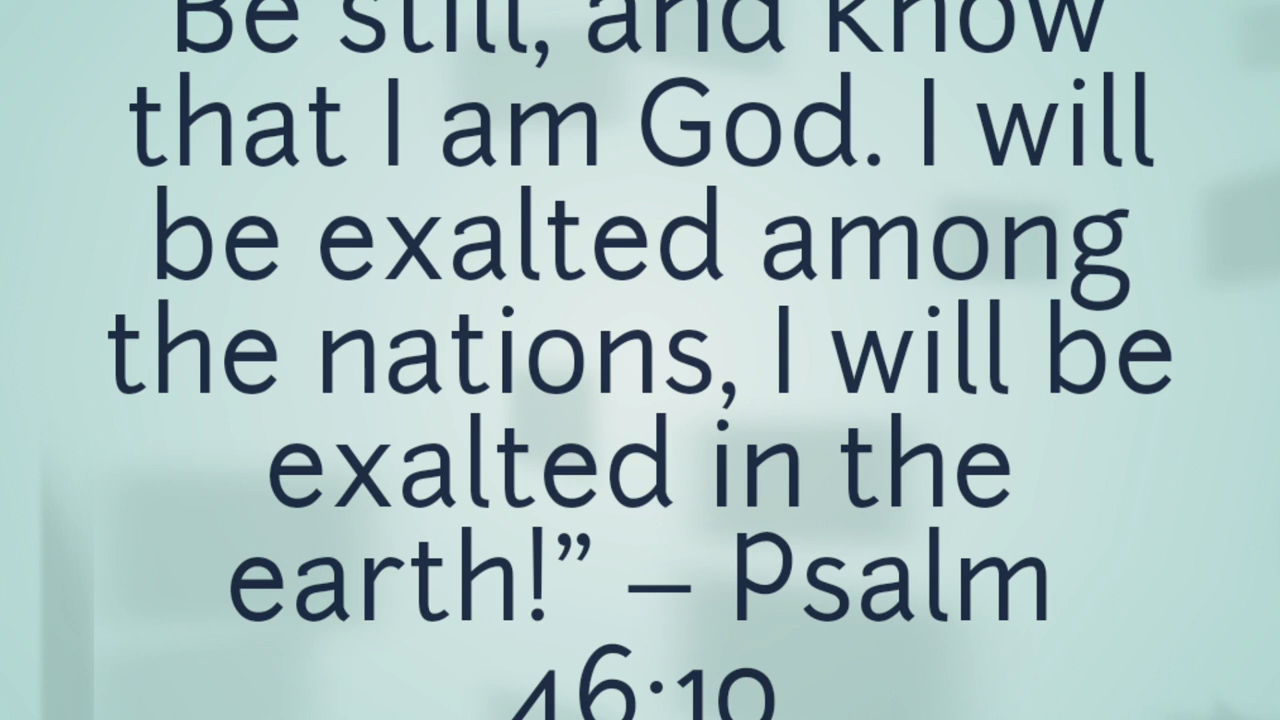 Be still, and know
that I am God. I will
be exalted among
the nations, I will be
exalted in the
earth!” – Psalm
46:10